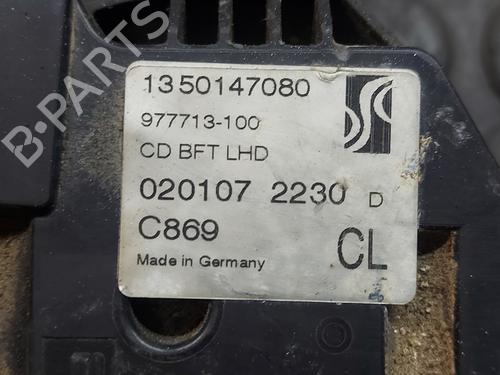 B-PARTS
1350147080
977713-100
CD BFT LHD
020107 2230 D
C869
CL
Made in Germany